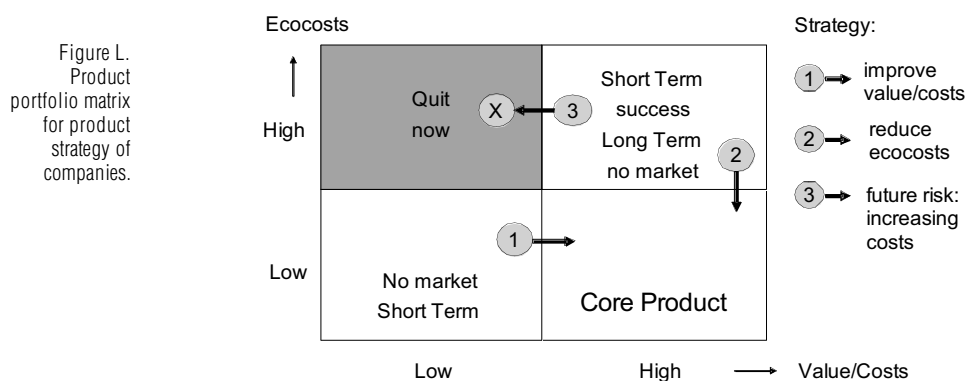 Figure L.
Product
portfolio matrix
for product
strategy of
companies.
Ecocosts
High
Low
Quit
now
X
3
Short Term
success
Long Term
no market
2
1
No market
Short Term
Core Product
Low
High
Value/Costs
Strategy:
1
improve
value/costs
2
reduce
ecocosts
3
future risk:
increasing
costs